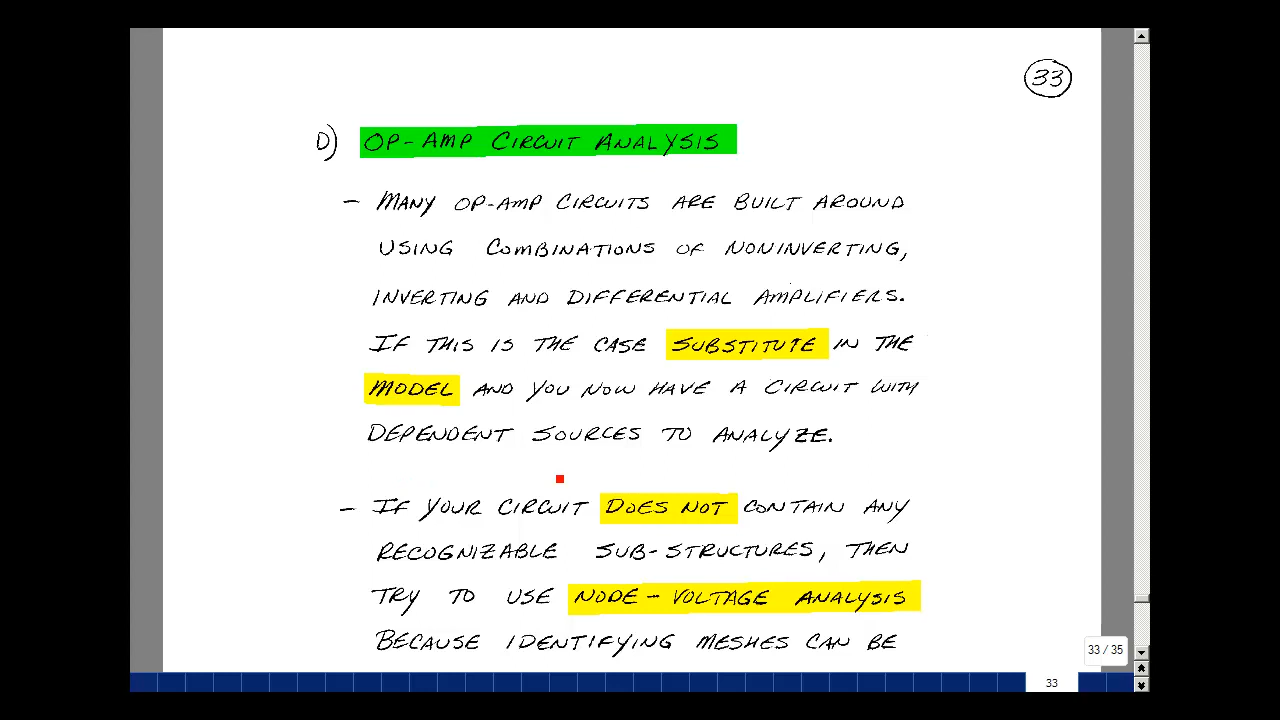 33
D) OP-AMP CIRCUIT ANALYSIS
- MANY OP-AMP CIRCUITS ARE BUILT AROUND
USING COMBINATIONS OF NONINVERTING,
INVERTING AND DIFFERENTIAL AMPLIFIERS.
IF THIS IS THE CASE SUBSTITUTE IN THE
MODEL AND YOU NOW HAVE A CIRCUIT WITH
DEPENDENT SOURCES TO ANALYZE.
- IF YOUR CIRCUIT DOES NOT CONTAIN ANY
RECOGNIZABLE SUB-STRUCTURES, THEN
TRY TO USE NODE-VOLTAGE ANALYSIS
BECAUSE IDENTIFYING MESHES CAN BE
33 / 35
33